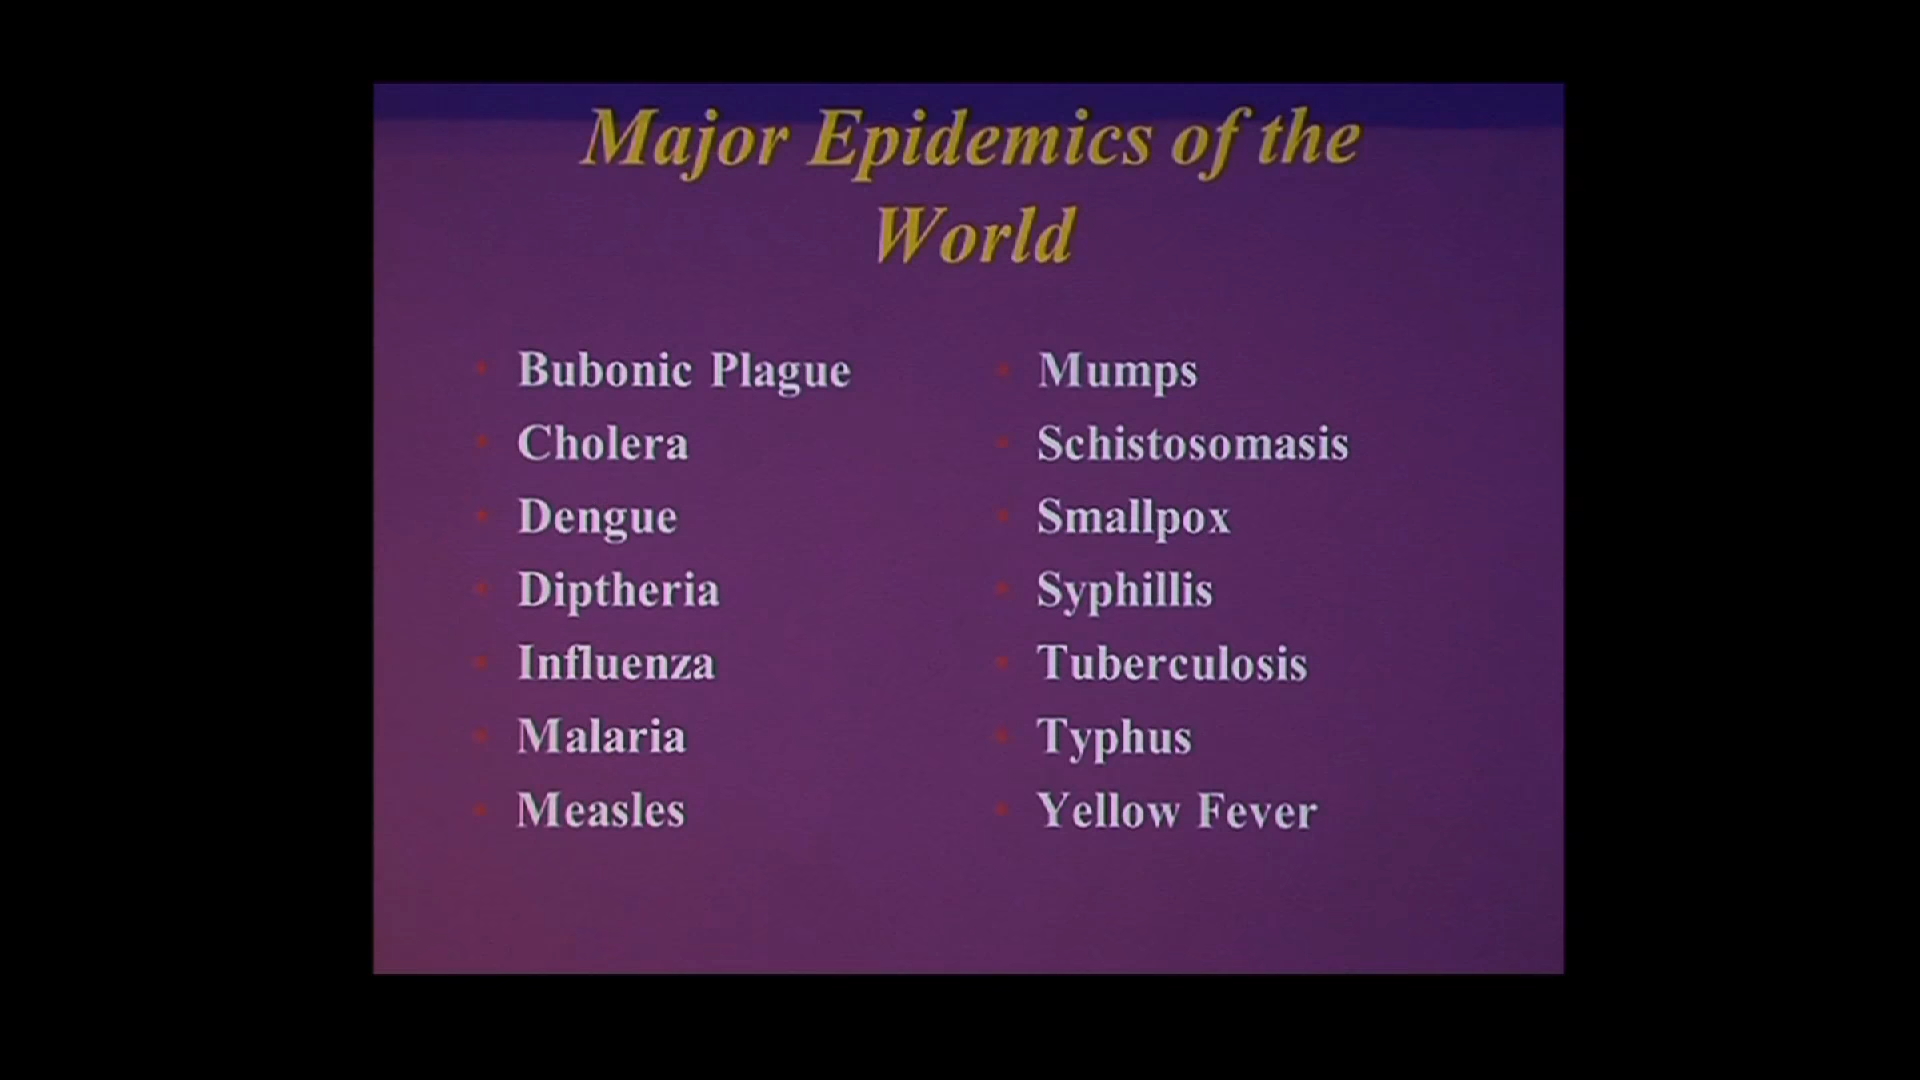 Major Epidemics of the
World
Bubonic Plague
Cholera
Dengue
Diptheria
Influenza
Malaria
Measles
Mumps
Schistosomasis
Smallpox
Syphillis
Tuberculosis
Typhus
Yellow Fever